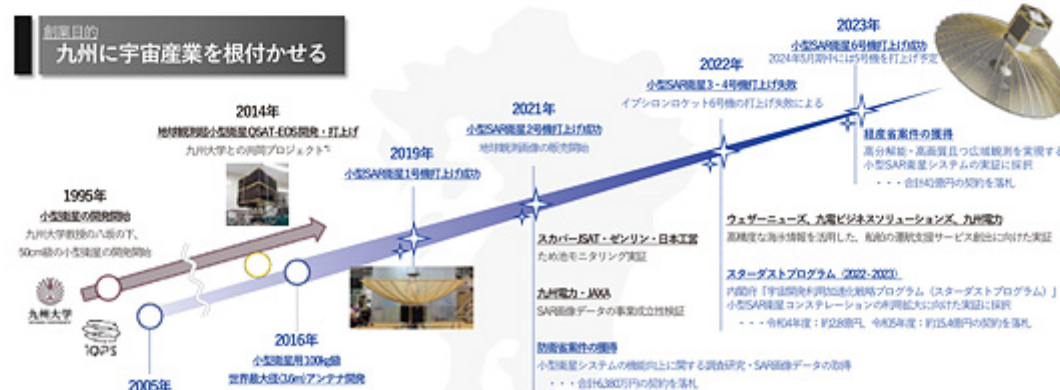 創業目的
九州に宇宙産業を根付かせる
1995年
小型衛星の開発開始
九州大学教授の八坂の下、
50cm級の小型衛星の開発開始
九州大学
iQPS
2005年
2014年
地球観測超小型衛星QSAT-EOS開発・打上げ
九州大学との共同プロジェクト
2016年
小型衛星用100kg級
世界最大径(3.6m)アンテナ開発
2019年
小型SAR衛星1号機打上げ成功
2021年
小型SAR衛星2号機打上げ成功
地球観測画像の販売開始
スカパーJSAT・ゼンリン・日本工営
ため池モニタリング実証
九州電力・JAXA
SAR画像データの事業成立性検証
防衛省案件の獲得
小型衛星システムの機能向上に関する調査研究・SAR画像データの取得
・・・合計6,380万円の契約を落札
2022年
小型SAR衛星3・4号機打上げ失敗
イプシロンロケット6号機の打上げ失敗による
ウェザーニューズ、九電ビジネスソリューションズ、九州電力
高精度な海氷情報を活用した、船舶の運航支援サービス創出に向けた実証
スターダストプログラム（2022-2023）
内閣府「宇宙開発利用加速化戦略プログラム（スターダストプログラム）」
小型SAR衛星コンステレーションの利用拡大に向けた実証に採択
・・・令和4年度：約2.8億円、令和5年度：約15.4億円の契約を落札
2023年
小型SAR衛星6号機打上げ成功
2024年5月期中には5号機を打上げ予定
経産省案件の獲得
高分解能・高画質且つ広域観測を実現する
小型SAR衛星システムの実証に採択
・・・合計41億円の契約を落札